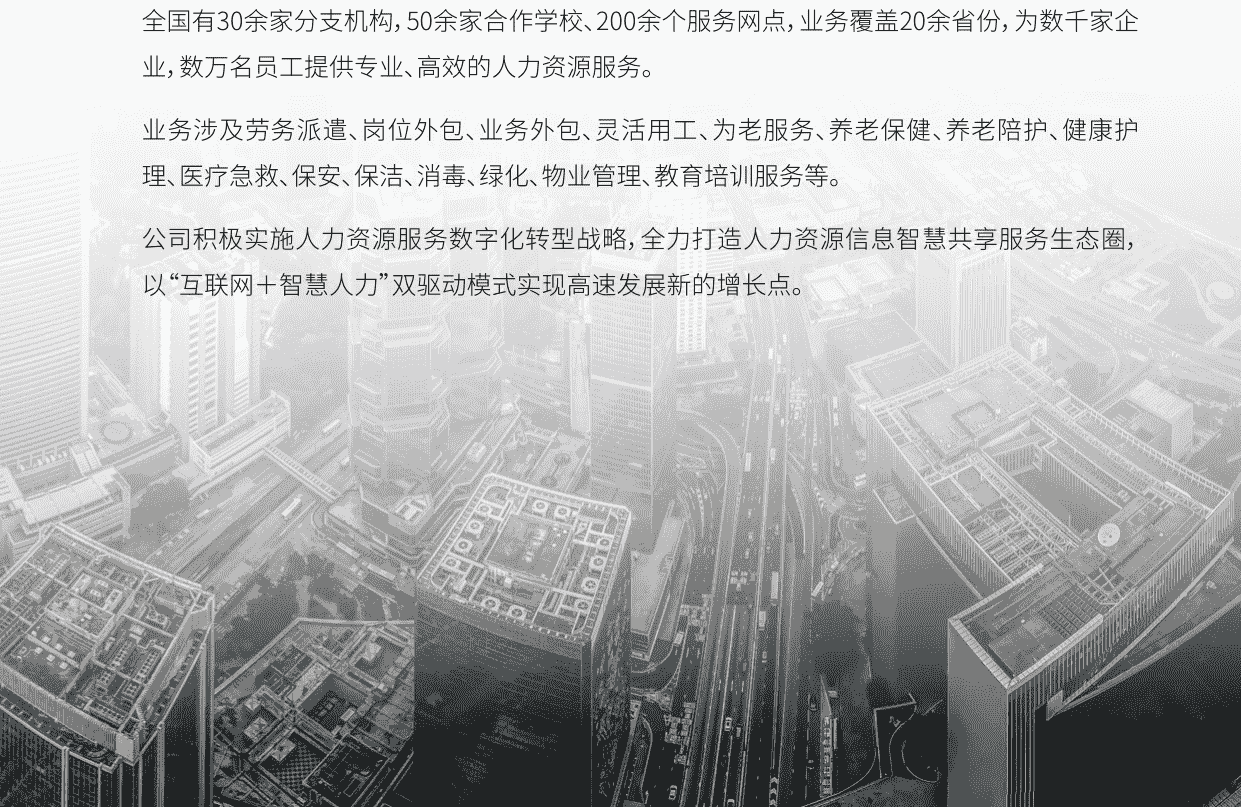 全国有30余家分支机构，50余家合作学校、200余个服务网点，业务覆盖20余省份，为数千家企
业，数万名员工提供专业、高效的人力资源服务。
业务涉及劳务派遣、岗位外包、业务外包、灵活用工、为老服务、养老保健、养老陪护、健康护
理、医疗急救、保安、保洁、消毒、绿化、物业管理、教育培训服务等。
公司积极实施人力资源服务数字化转型战略，全力打造人力资源信息智慧共享服务生态圈，
以“互联网＋智慧人力”双驱动模式实现高速发展新的增长点。